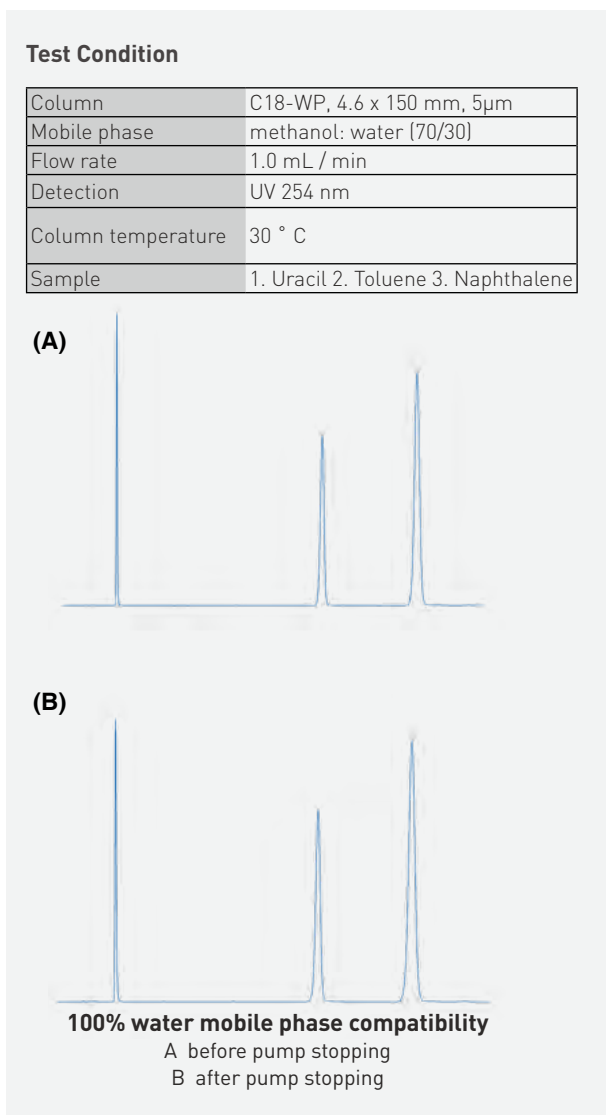 Test Condition
Column C18-WP, 4.6 x 150 mm, 5µm
Mobile phase methanol: water (70/30)
Flow rate 1.0 mL / min
Detection UV 254 nm
Column temperature 30 ° C
Sample 1. Uracil 2. Toluene 3. Naphthalene
(A)
(B)
100% water mobile phase compatibility
A before pump stopping
B after pump stopping